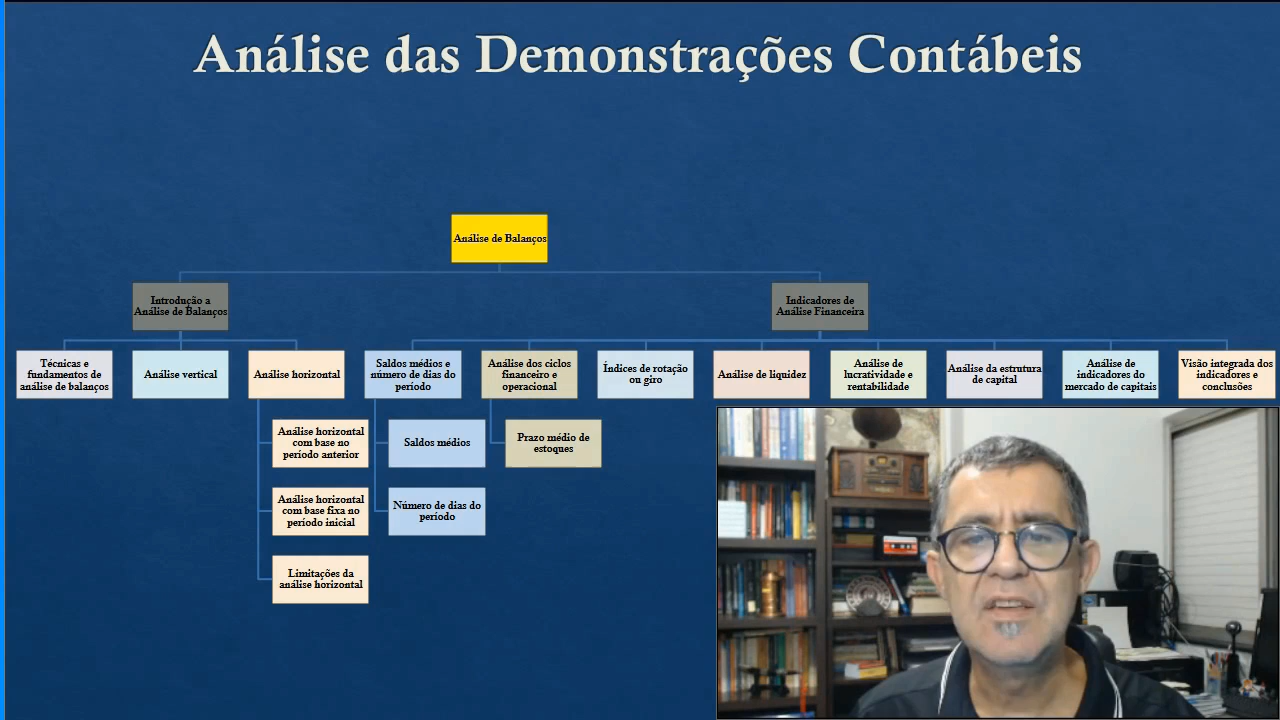 Análise das Demonstrações Contábeis
Análise de Balanços
Introdução a
Análise de Balanços
Indicadores de
Análise Financeira
Técnicas e
fundamentos de
análise de balanços
Análise vertical
Análise horizontal
Saldos médios e
número de dias do
período
Análise dos ciclos
financeiro e
operacional
Índices de rotação
ou giro
Análise de liquidez
Análise de
lucratividade e
rentabilidade
Análise da estrutura
de capital
Análise de
indicadores do
mercado de capitais
Visão integrada dos
indicadores e
conclusões
Análise horizontal
com base no
período anterior
Saldos médios
Prazo médio de
estoques
Análise horizontal
com base fixa no
período inicial
Número de dias do
período
Limitações da
análise horizontal